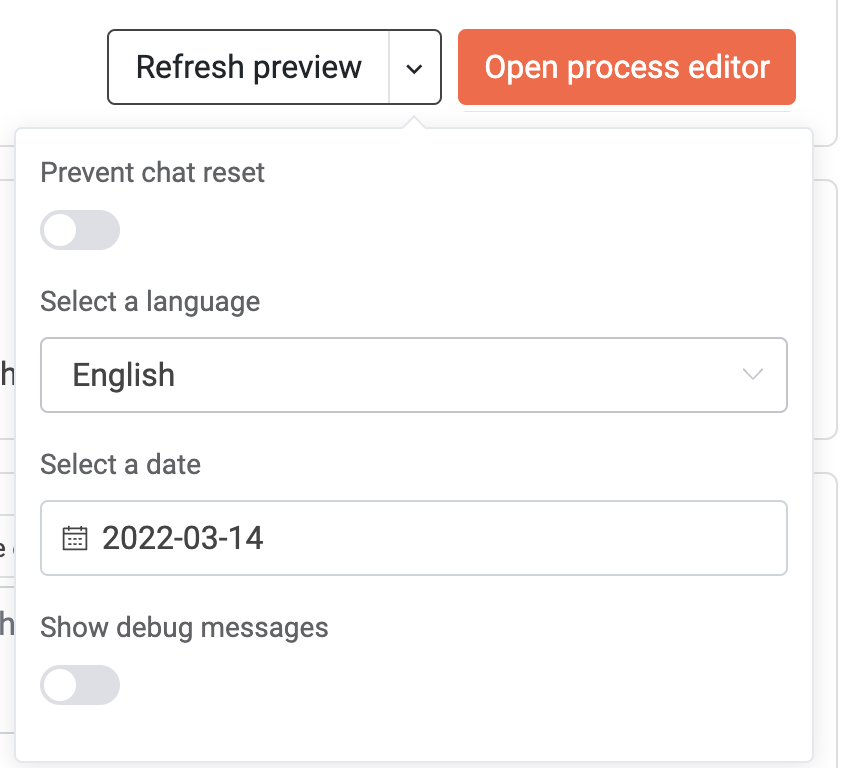 Refresh preview
Open process editor
Prevent chat reset
Select a language
English
Select a date
2022-03-14
Show debug messages